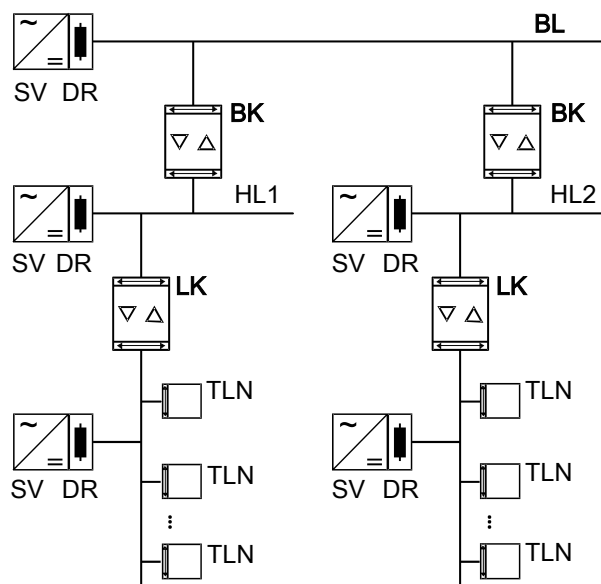 BL
SV DR
BK
BK
HL1
HL2
SV DR
SV DR
LK
LK
TLN
TLN
SV DR
TLN
SV DR
TLN
...
...
TLN
TLN